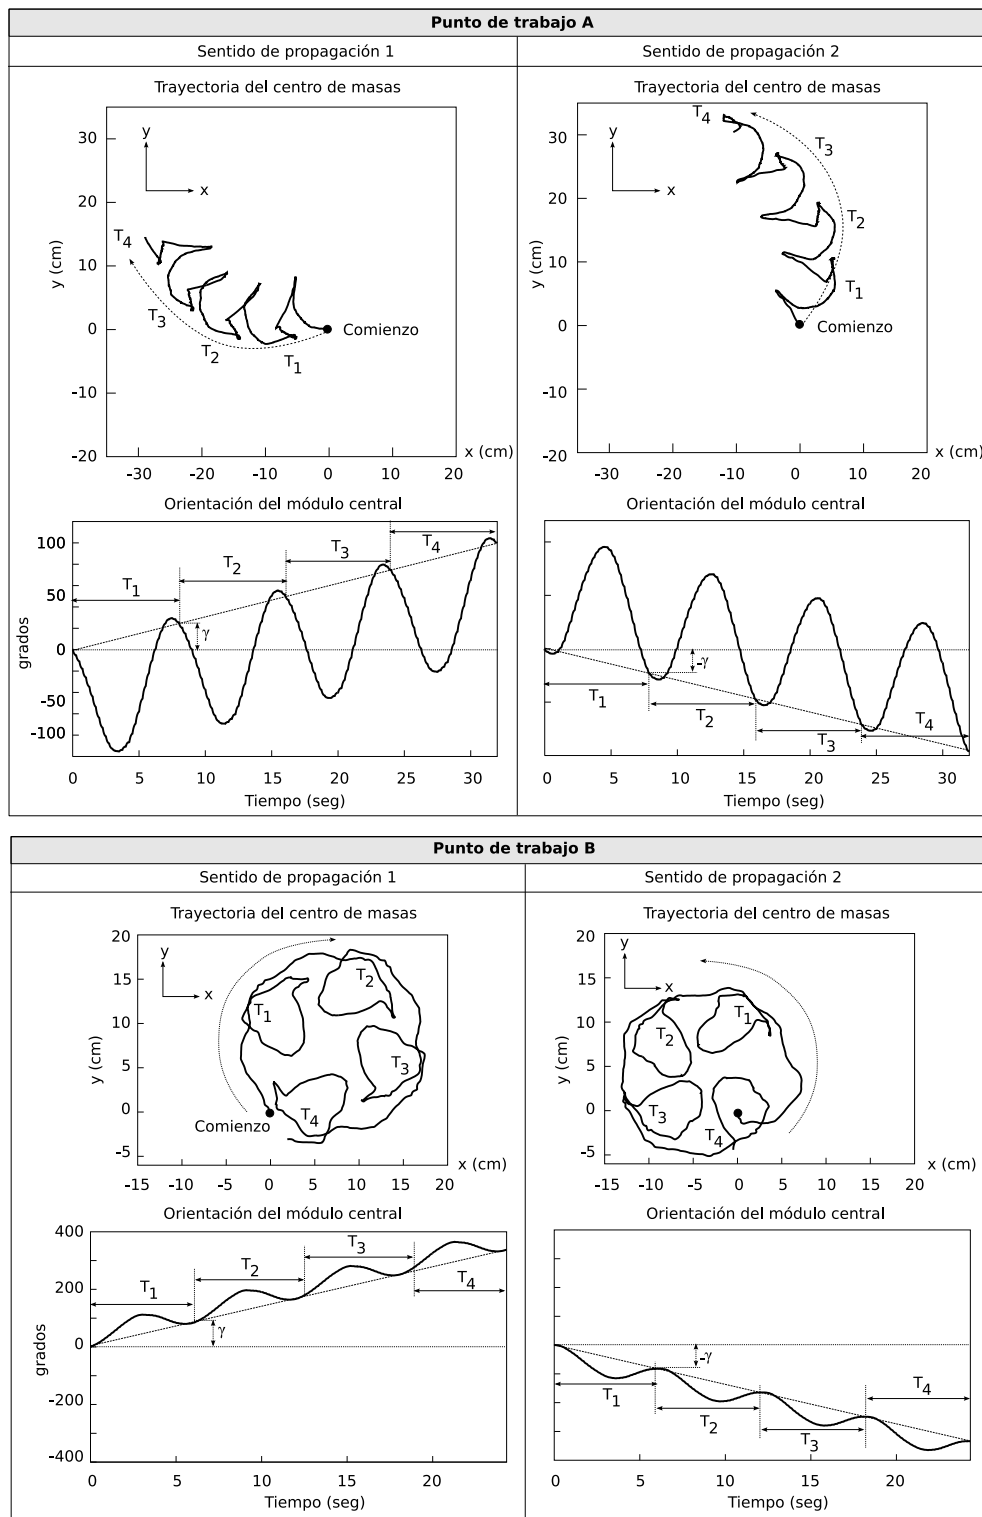 Punto de trabajo A
Sentido de propagación 1
Sentido de propagación 2
Trayectoria del centro de masas
30
20
10
0
-10
-20
y (cm)
y
x
T4
T3
T2
T1
Comienzo
-30 -20 -10 0 10 20
x (cm)
Trayectoria del centro de masas
30
20
10
0
-10
-20
y (cm)
y
x
T4
T3
T2
T1
Comienzo
-30 -20 -10 0 10 20
x (cm)
Orientación del módulo central
100
50
0
-50
-100
grados
T1
T2
T3
T4
γ
0 5 10 15 20 25 30
Tiempo (seg)
Orientación del módulo central
-γ
T1
T2
T3
T4
0 5 10 15 20 25 30
Tiempo (seg)
Punto de trabajo B
Sentido de propagación 1
Sentido de propagación 2
Trayectoria del centro de masas
20
15
10
5
0
-5
y (cm)
y
x
T1
T2
T3
T4
Comienzo
-15 -10 -5 0 5 10 15 20
x (cm)
Trayectoria del centro de masas
20
15
10
5
0
-5
y (cm)
y
x
T1
T2
T3
T4
-15 -10 -5 0 5 10 15 20
x (cm)
Orientación del módulo central
400
200
0
-200
-400
grados
T1
T2
T3
T4
γ
0 5 10 15 20
Tiempo (seg)
Orientación del módulo central
-γ
T1
T2
T3
T4
0 5 10 15 20
Tiempo (seg)